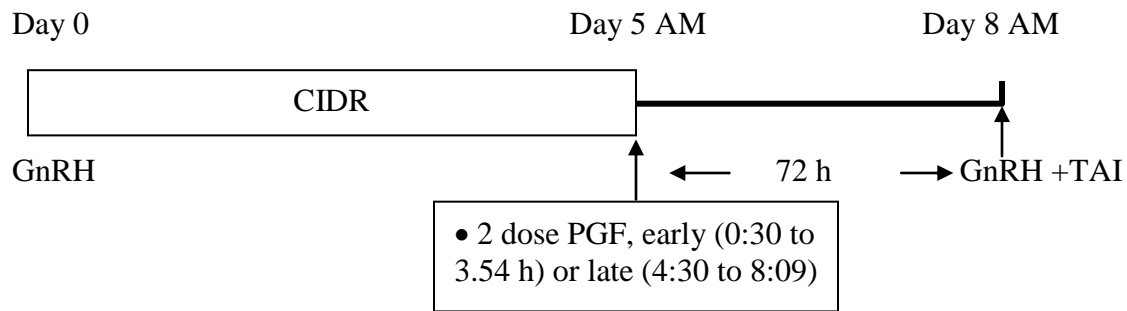 Day 0 Day 5 AM Day 8 AM
CIDR
GnRH 72 h GnRH +TAI
• 2 dose PGF, early (0:30 to
3.54 h) or late (4:30 to 8:09)